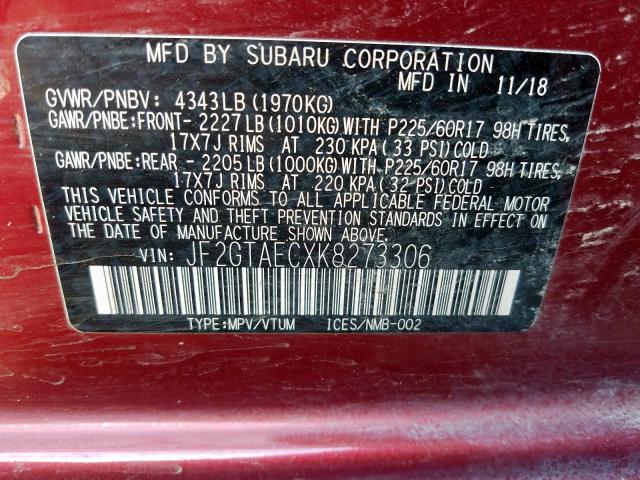 MFD BY SUBARU CORPORATION
MFD IN 11/18
GVWR/PNBV: 4343LB (1970KG)
GAWR/PNBE:FRONT- 2227LB (1010KG) WITH P225/60R17 98H TIRES,
17X7J RIMS AT 230 KPA (33 PSI) COLD
GAWR/PNBE:REAR - 2205LB (1000KG) WITH P225/60R17 98H TIRES,
17X7J RIMS AT 220 KPA (32 PSI) COLD
THIS VEHICLE CONFORMS TO ALL APPLICABLE FEDERAL MOTOR
VEHICLE SAFETY AND THEFT PREVENTION STANDARDS IN EFFECT ON
THE DATE OF MANUFACTURE SHOWN ABOVE.
VIN: JF2GTAECXK8273306
TYPE:MPV/VTUM ICES/NMB-002